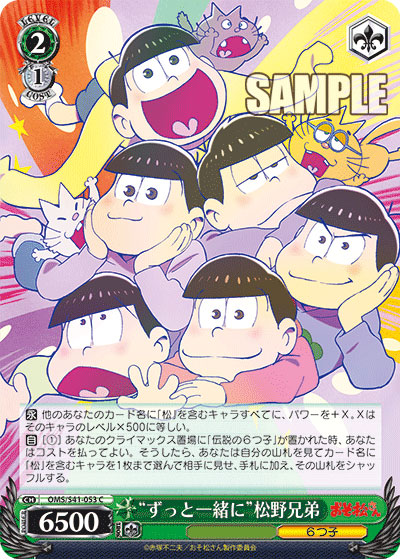 LEVEL
2
1
COST
SAMPLE
永 他のあなたのカード名に「松」を含むキャラすべてに、パワーを＋X。Xは
そのキャラのレベル×500に等しい。
自 [①] あなたのクライマックス置場に「伝説の６つ子」が置かれた時、あなた
はコストを払ってよい。そうしたら、あなたは自分の山札を見てカード名に
「松」を含むキャラを１枚まで選んで相手に見せ、手札に加え、その山札をシャッ
フルする。
CH OMS/S41-053 C
POWER
6500
“ずっと一緒に”松野兄弟
おそ松さん
６つ子
©赤塚不二夫／おそ松さん製作委員会